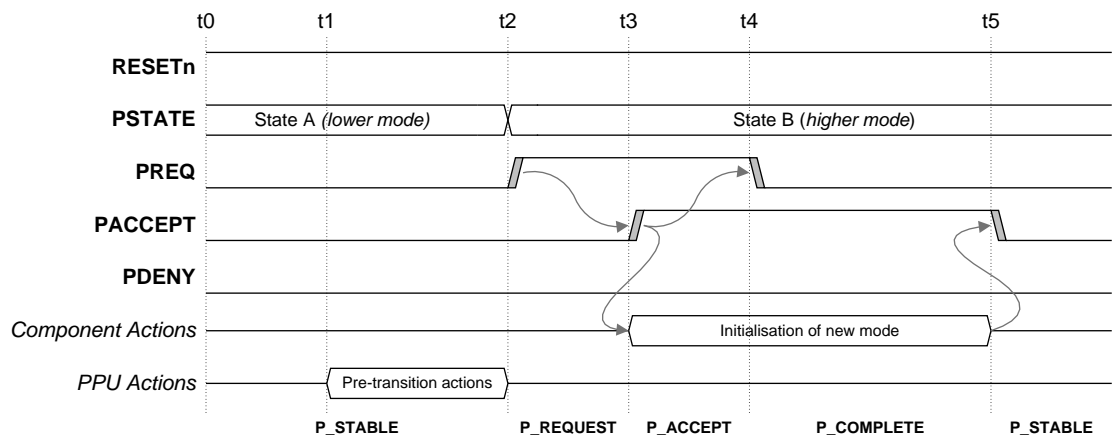 t0 t1 t2 t3 t4 t5
RESETn
PSTATE State A (lower mode) State B (higher mode)
PREQ
PACCEPT
PDENY
Component Actions Initialisation of new mode
PPU Actions Pre-transition actions
P_STABLE P_REQUEST P_ACCEPT P_COMPLETE P_STABLE